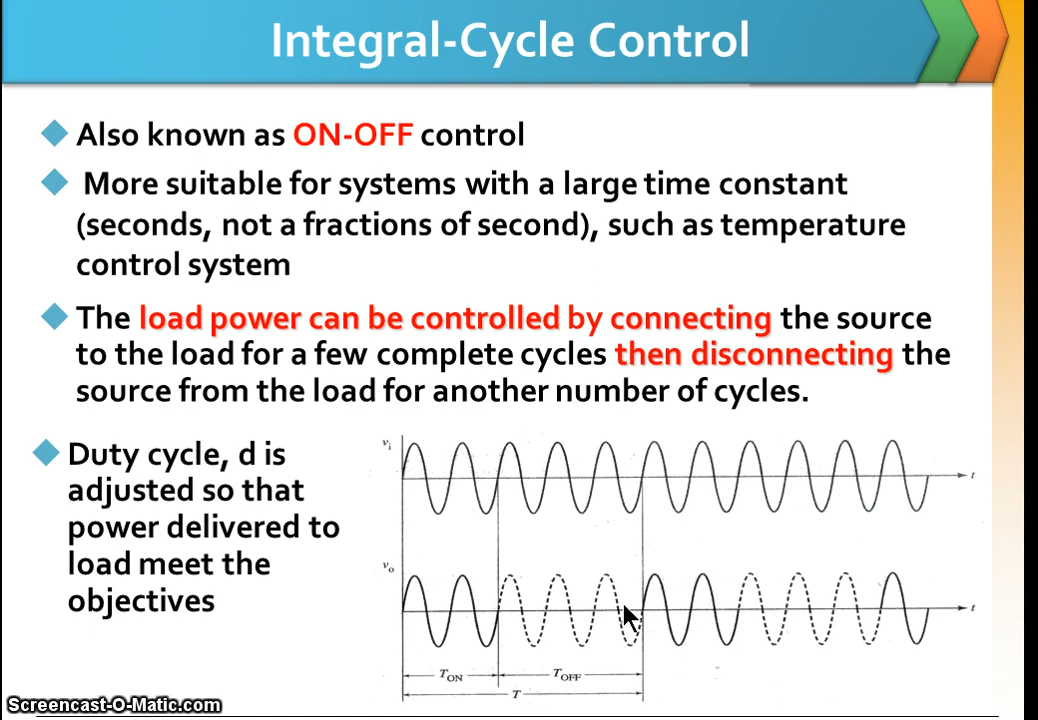 Integral-Cycle Control
Also known as ON-OFF control
More suitable for systems with a large time constant
(seconds, not a fractions of second), such as temperature
control system
The load power can be controlled by connecting the source
to the load for a few complete cycles then disconnecting the
source from the load for another number of cycles.
Duty cycle, d is
adjusted so that
power delivered to
load meet the
objectives
vi
t
vo
t
TON
TOFF
T
Screencast-O-Matic.com